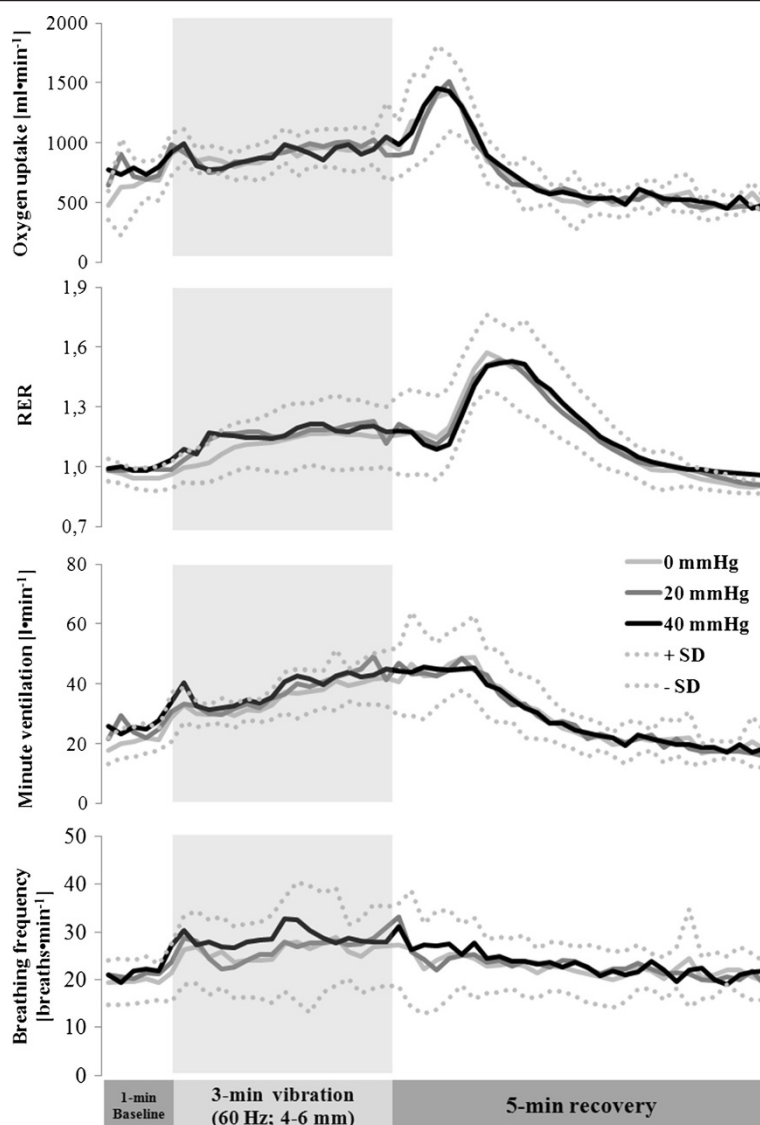 2000
1500
1000
500
0
Oxygen uptake [ml•min-1]
1,9
1,6
1,3
1,0
0,7
RER
80
60
40
20
0
Minute ventilation [l•min-1]
0 mmHg
20 mmHg
40 mmHg
+ SD
- SD
50
40
30
20
10
0
Breathing frequency
[breaths•min-1]
1-min
Baseline
3-min vibration
(60 Hz; 4-6 mm)
5-min recovery